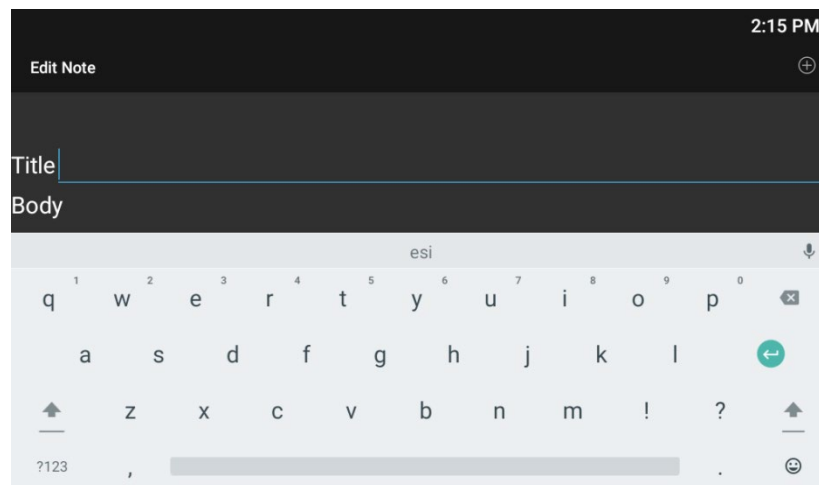 2:15 PM
Edit Note
Title
Body
esi
1 2 3 4 5 6 7 8 9 0
q w e r t y u i o p
a s d f g h j k l
z x c v b n m ! ?
?123 , .